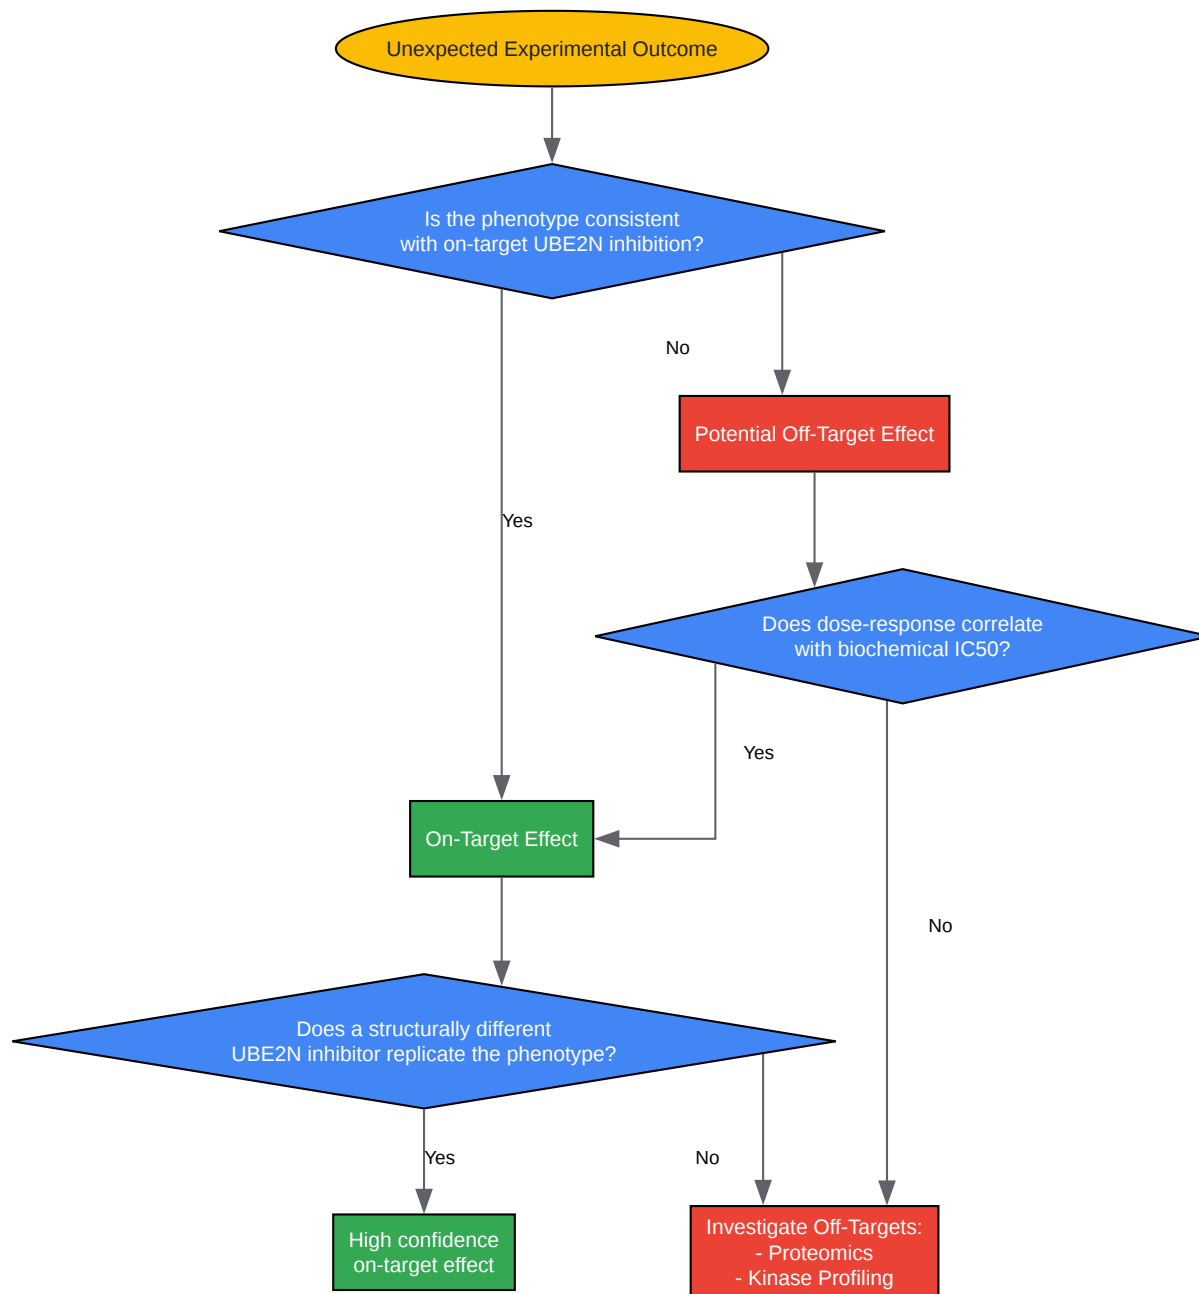 Unexpected Experimental Outcome
Is the phenotype consistent
with on-target UBE2N inhibition?
No
Potential Off-Target Effect
Yes
Does dose-response correlate
with biochemical IC50?
Yes
On-Target Effect
No
Does a structurally different
UBE2N inhibitor replicate the phenotype?
Yes
No
High confidence
on-target effect
Investigate Off-Targets:
- Proteomics
- Kinase Profiling